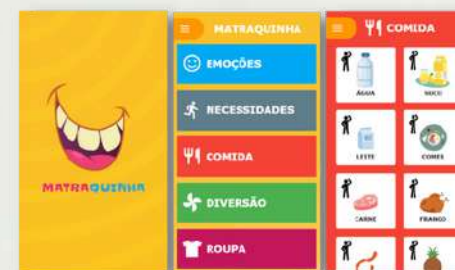 MATRAQUINHA
MATRAQUINHA
EMOÇÕES
NECESSIDADES
COMIDA
DIVERSÃO
ROUPA
COMIDA
ÁGUA
SUCO
LEITE
COMER
CARNE
FRANGO